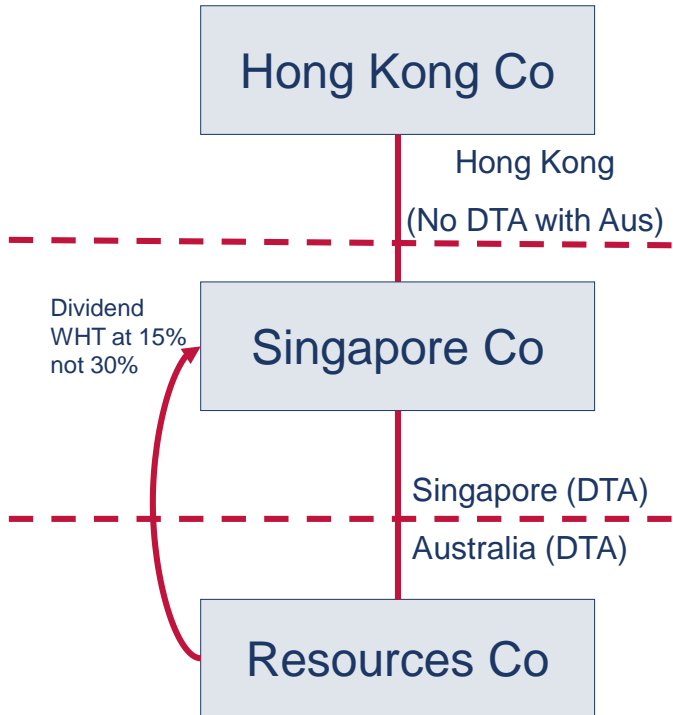 Hong Kong Co
Hong Kong
(No DTA with Aus)
Dividend
WHT at 15%
not 30%
Singapore Co
Singapore (DTA)
Australia (DTA)
Resources Co